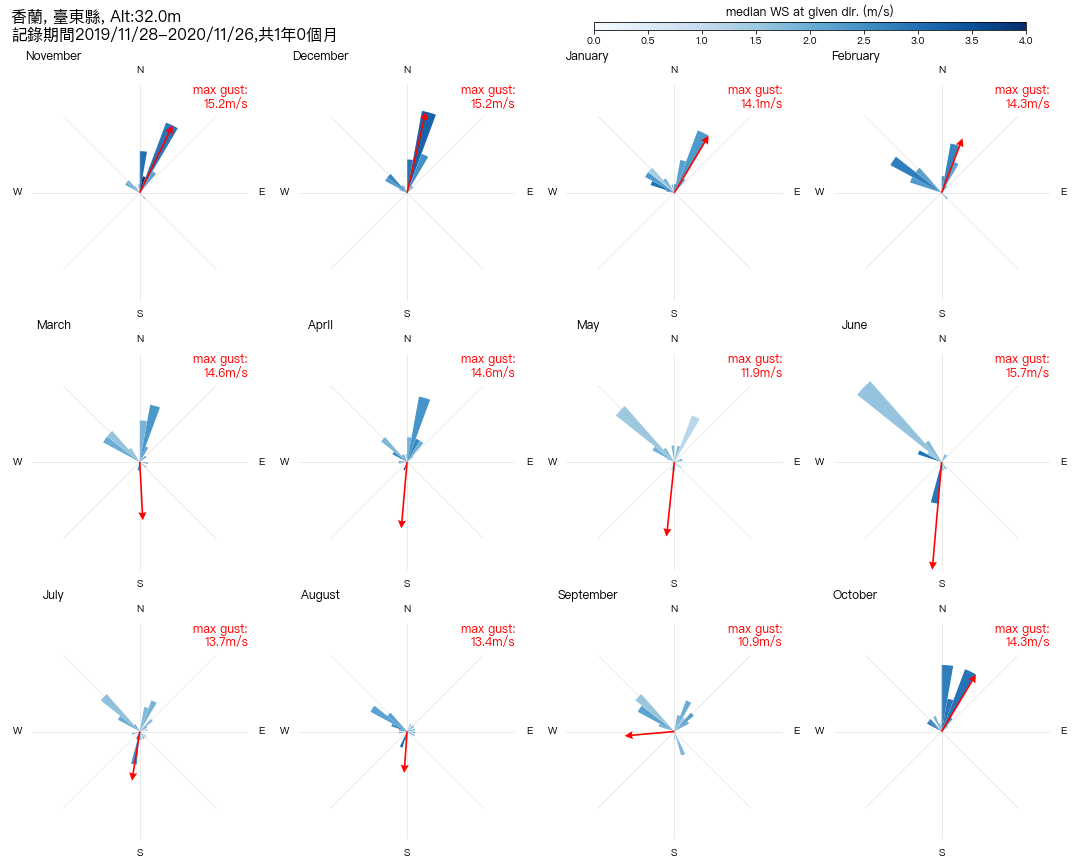 香蘭, 臺東縣, Alt:32.0m
記錄期間2019/11/28-2020/11/26,共1年0個月
median WS at given dir. (m/s)
0.0 0.5 1.0 1.5 2.0 2.5 3.0 3.5 4.0
November December January February
N N N N
max gust: max gust: max gust: max gust:
15.2m/s 15.2m/s 14.1m/s 14.3m/s
W E W E W E W E
S S S S
March April May June
N N N N
max gust: max gust: max gust: max gust:
14.6m/s 14.6m/s 11.9m/s 15.7m/s
W E W E W E W E
S S S S
July August September October
N N N N
max gust: max gust: max gust: max gust:
13.7m/s 13.4m/s 10.9m/s 14.3m/s
W E W E W E W E
S S S S